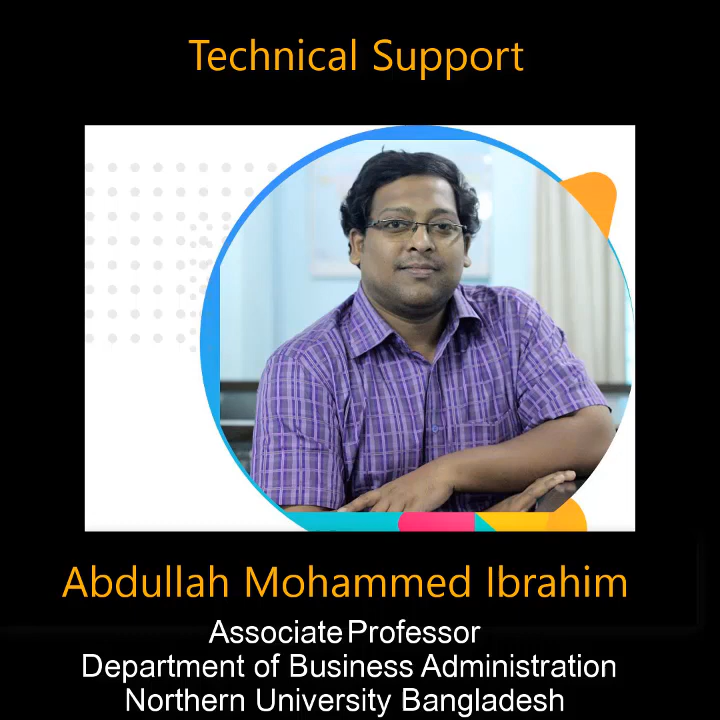 Technical Support
Abdullah Mohammed Ibrahim
Associate Professor
Department of Business Administration
Northern University Bangladesh